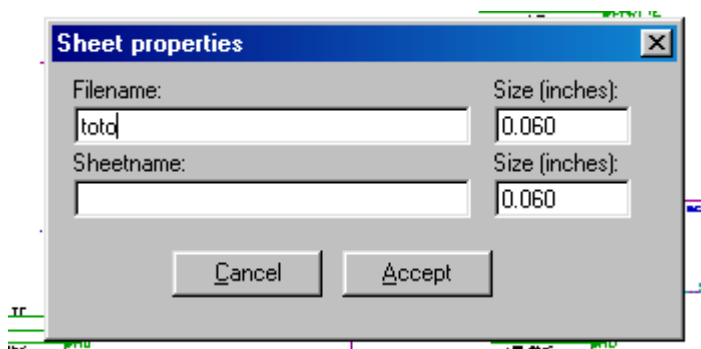 Sheet properties
Filename: Size (inches):
toto 0.060
Sheetname: Size (inches):
0.060
Cancel Accept